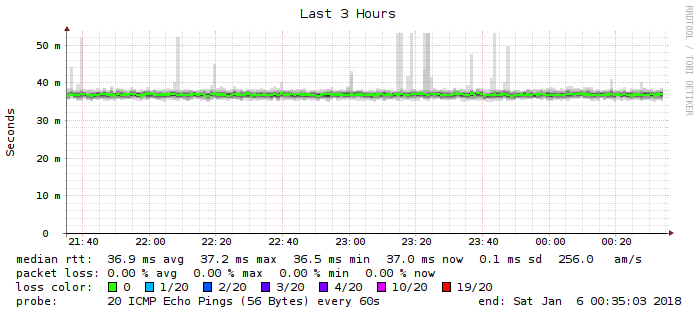 Last 3 Hours
RRDTOOL / TOBI OETIKER
Seconds
50 m
40 m
30 m
20 m
10 m
0
21:40 22:00 22:20 22:40 23:00 23:20 23:40 00:00 00:20
median rtt: 36.9 ms avg 37.2 ms max 36.5 ms min 37.0 ms now 0.1 ms sd 256.0 am/s
packet loss: 0.00 % avg 0.00 % max 0.00 % min 0.00 % now
loss color: 0 1/20 2/20 3/20 4/20 10/20 19/20
probe: 20 ICMP Echo Pings (56 Bytes) every 60s end: Sat Jan 6 00:35:03 2018